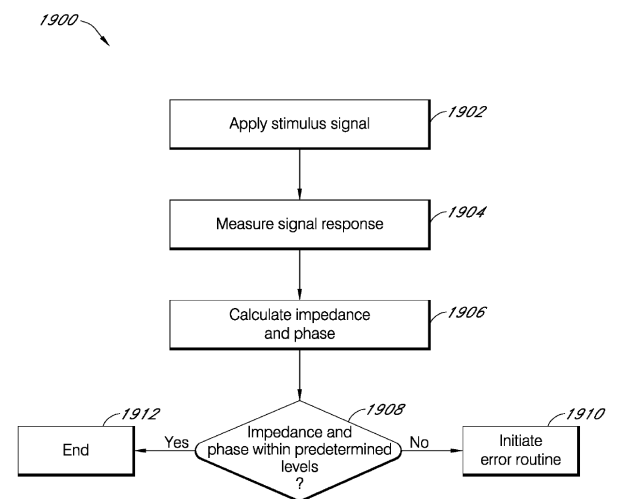 1900
1902
Apply stimulus signal
1904
Measure signal response
1906
Calculate impedance
and phase
1908
1912
1910
End
Yes
Impedance and
phase within predetermined
levels
?
No
Initiate
error routine